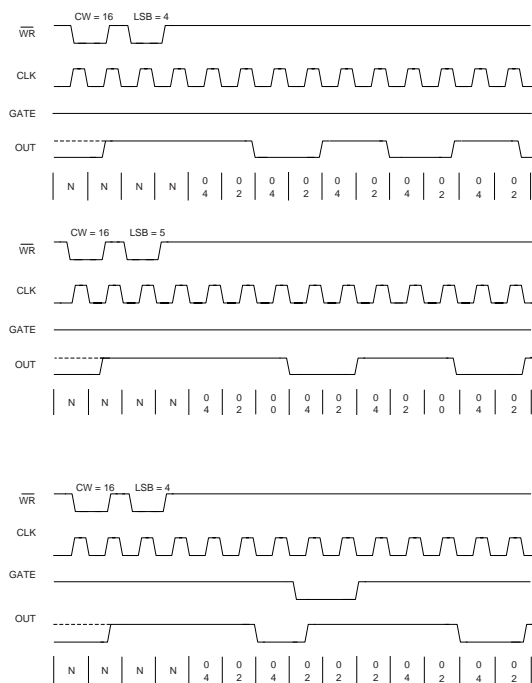 CW = 16 LSB = 4
WR
CLK
GATE
OUT
0 0 0 0 0 0 0 0 0 0
N N N N
4 2 4 2 4 2 4 2 4 2
CW = 16 LSB = 5
WR
CLK
GATE
OUT
0 0 0 0 0 0 0 0 0 0
N N N N
4 2 0 4 2 4 2 0 4 2
CW = 16 LSB = 4
WR
CLK
GATE
OUT
0 0 0 0 0 0 0 0 0 0
N N N N
4 2 4 2 2 2 4 2 4 2